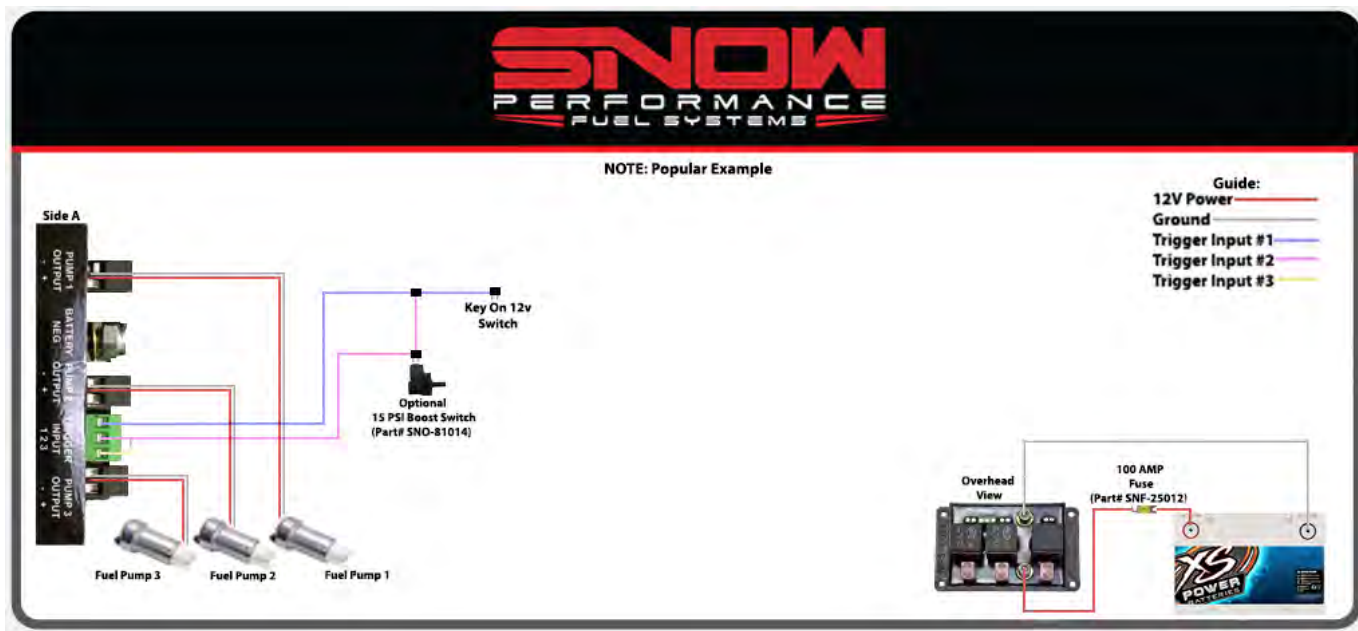 SNOW
PERFORMANCE
FUEL SYSTEMS
NOTE: Popular Example
Guide:
12V Power
Ground
Trigger Input #1
Trigger Input #2
Trigger Input #3
Side A
PUMP 1
OUTPUT
- +
BATTERY
NEG
PUMP 2
OUTPUT
- +
TRIGGER
INPUT
1 2 3
PUMP 3
OUTPUT
- +
Key On 12v
Switch
Optional
15 PSI Boost Switch
(Part# SNO-81014)
Fuel Pump 3
Fuel Pump 2
Fuel Pump 1
Overhead
View
100 AMP
Fuse
(Part# SNF-25012)
XS
POWER
BATTERIES